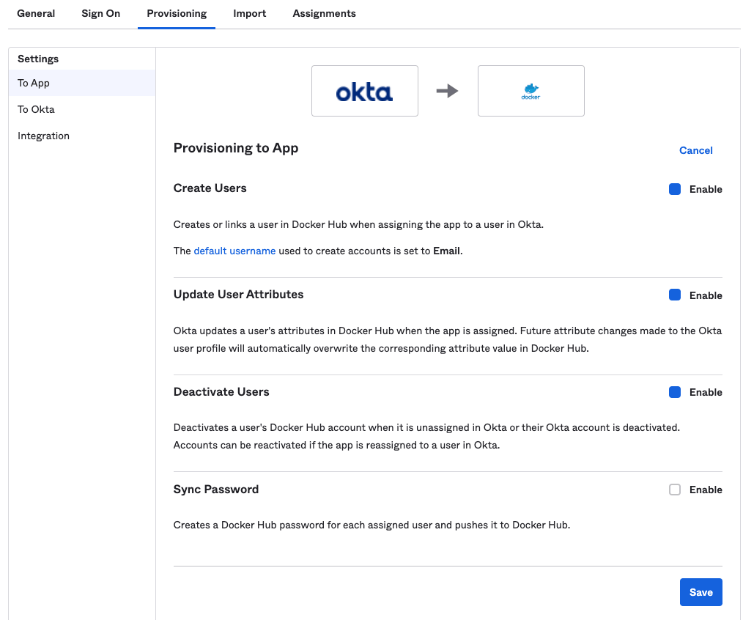 General Sign On Provisioning Import Assignments
Settings
To App
To Okta
Integration
okta
docker
Provisioning to App
Cancel
Create Users
Enable
Creates or links a user in Docker Hub when assigning the app to a user in Okta.
The default username used to create accounts is set to Email.
Update User Attributes
Enable
Okta updates a user's attributes in Docker Hub when the app is assigned. Future attribute changes made to the Okta
user profile will automatically overwrite the corresponding attribute value in Docker Hub.
Deactivate Users
Enable
Deactivates a user's Docker Hub account when it is unassigned in Okta or their Okta account is deactivated.
Accounts can be reactivated if the app is reassigned to a user in Okta.
Sync Password
Enable
Creates a Docker Hub password for each assigned user and pushes it to Docker Hub.
Save